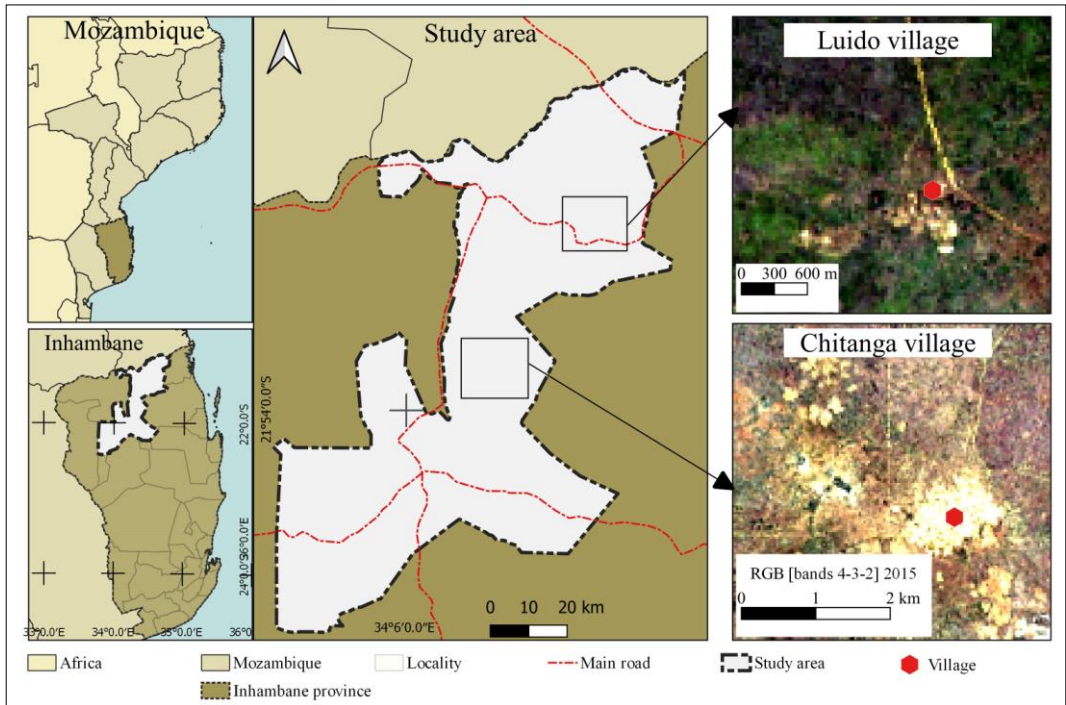 Mozambique
Study area
Luido village
0 300 600 m
Inhambane
22°0.0'S
24°0.0'S
33°0.0'E 34°0.0'E 35°0.0'E 36°0
21°54'0.0"S
36°0.0"E
34°6'0.0"E
0 10 20 km
Chitanga village
RGB [bands 4-3-2] 2015
0 1 2 km
Africa
Mozambique
Locality
Main road
Study area
Village
Inhambane province